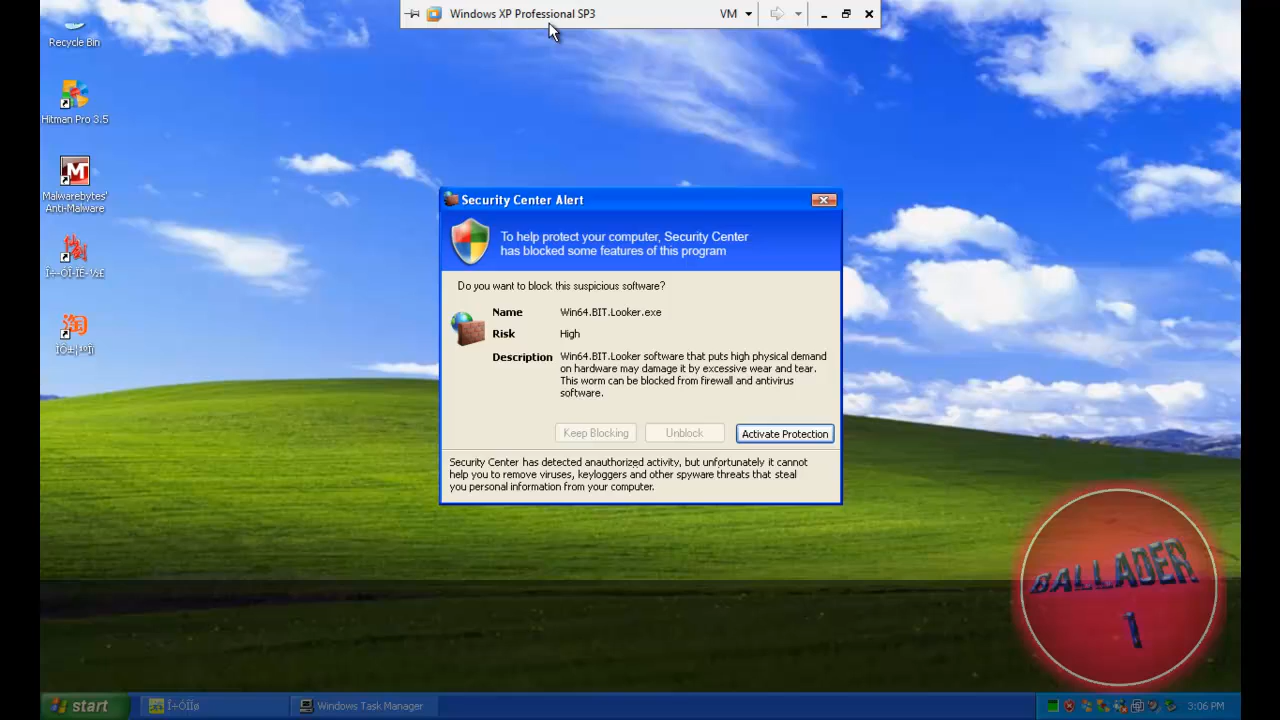 Windows XP Professional SP3
VM
Recycle Bin
Hitman Pro 3.5
Malwarebytes'
Anti-Malware
Security Center Alert
To help protect your computer, Security Center
has blocked some features of this program
Do you want to block this suspicious software?
Name Win64.BIT.Looker.exe
Risk High
Description Win64.BIT.Looker software that puts high physical demand
on hardware may damage it by excessive wear and tear.
This worm can be blocked from firewall and antivirus
software.
Keep Blocking Unblock Activate Protection
Security Center has detected anauthorized activity, but unfortunately it cannot
help you to remove viruses, keyloggers and other spyware threats that steal
you personal information from your computer.
BALLADER
1
start
Windows Task Manager
3:06 PM